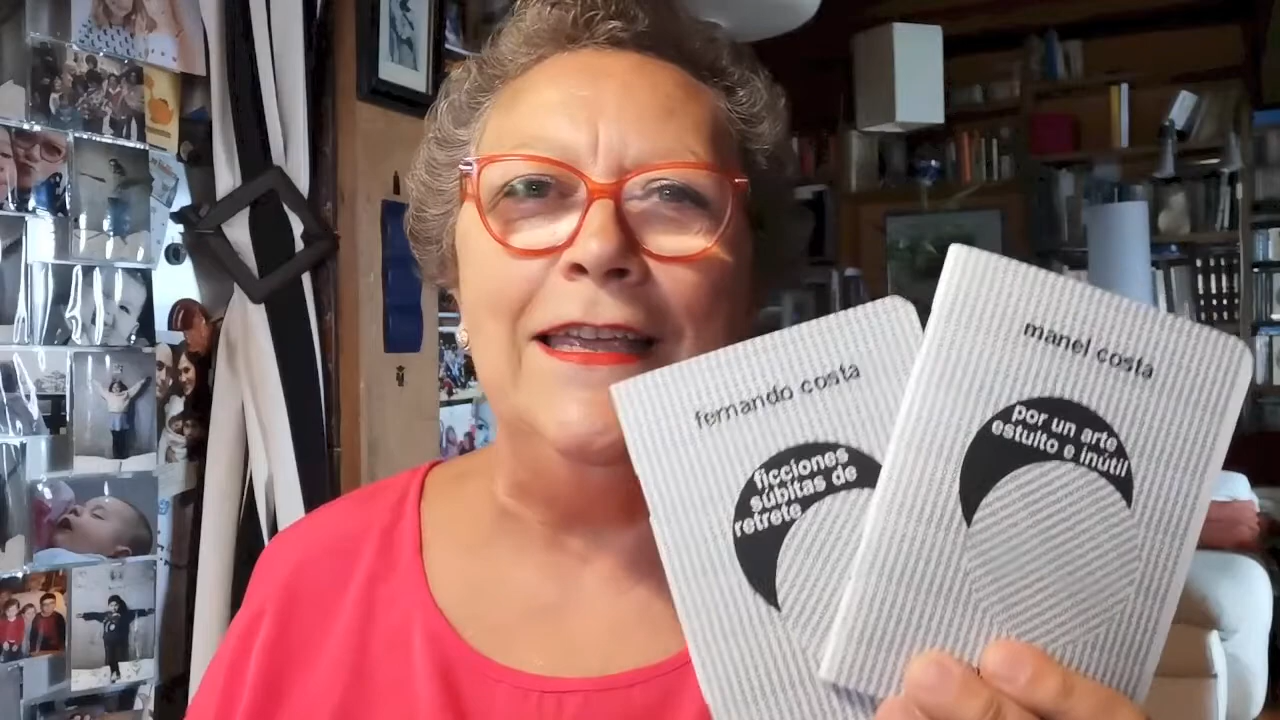 fernando costa
ficciones
súbitas de
retrete
manel costa
por un arte
estulto e inútil